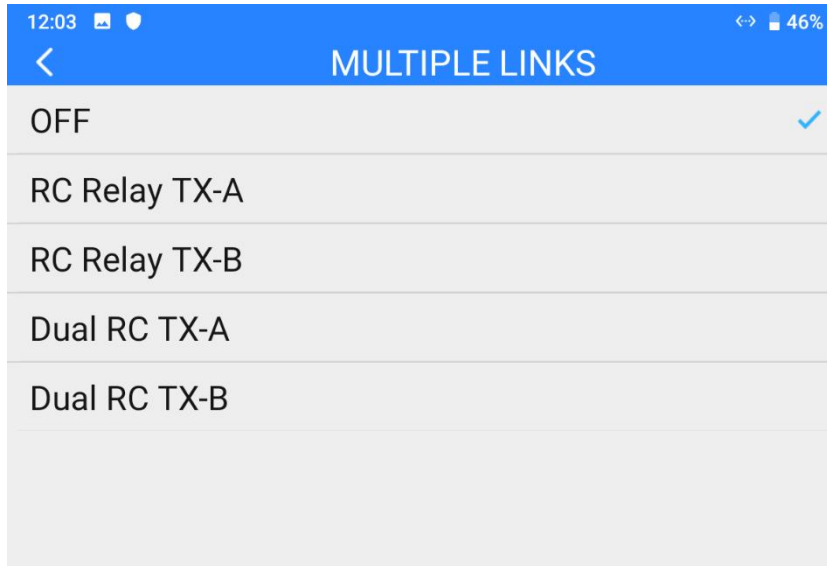 12:03 46%
MULTIPLE LINKS
OFF
RC Relay TX-A
RC Relay TX-B
Dual RC TX-A
Dual RC TX-B